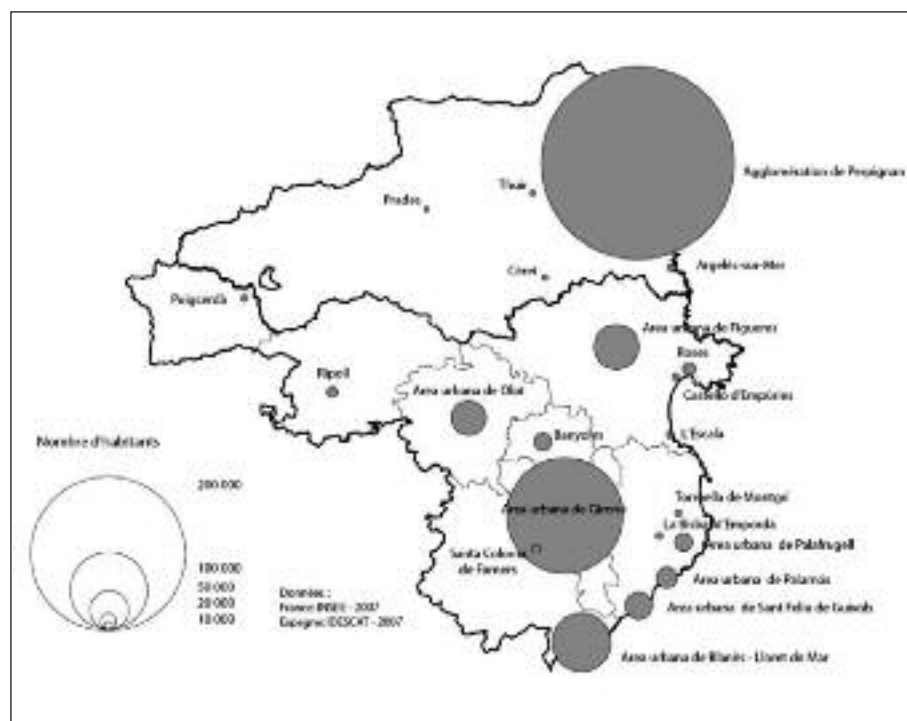 Agglomération de Perpignan
Thuir
Prades
Argelès-sur-Mer
Céret
Puigcerdà
Area urbana de Figueres
Roses
Ripoll
Area urbana de Olot
Castelló d'Empúries
Nombre d'habitants
Banyoles
L'Escala
200 000
Torroella de Montgrí
Area urbana de Girona
La Bisbal d'Empordà
Area urbana de Palafrugell
Santa Coloma
de Farners
100 000
Area urbana de Palamós
50 000
Données :
20 000
France INSEE - 2007
Area urbana de Sant Feliu de Guíxols
10 000
Espagne IDESCAT - 2007
Area urbana de Blanes - Lloret de Mar